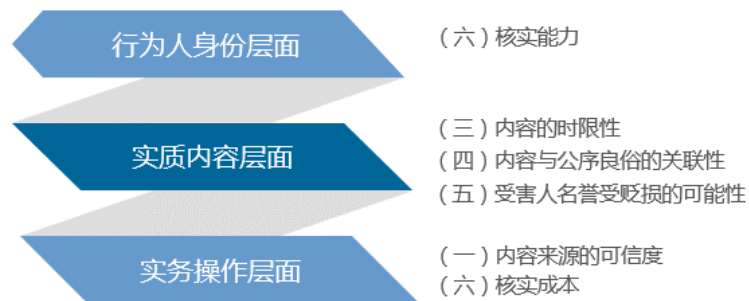 行为人身份层面
（六）核实能力
实质内容层面
（三）内容的时限性
（四）内容与公序良俗的关联性
（五）受害人名誉受贬损的可能性
实务操作层面
（一）内容来源的可信度
（六）核实成本